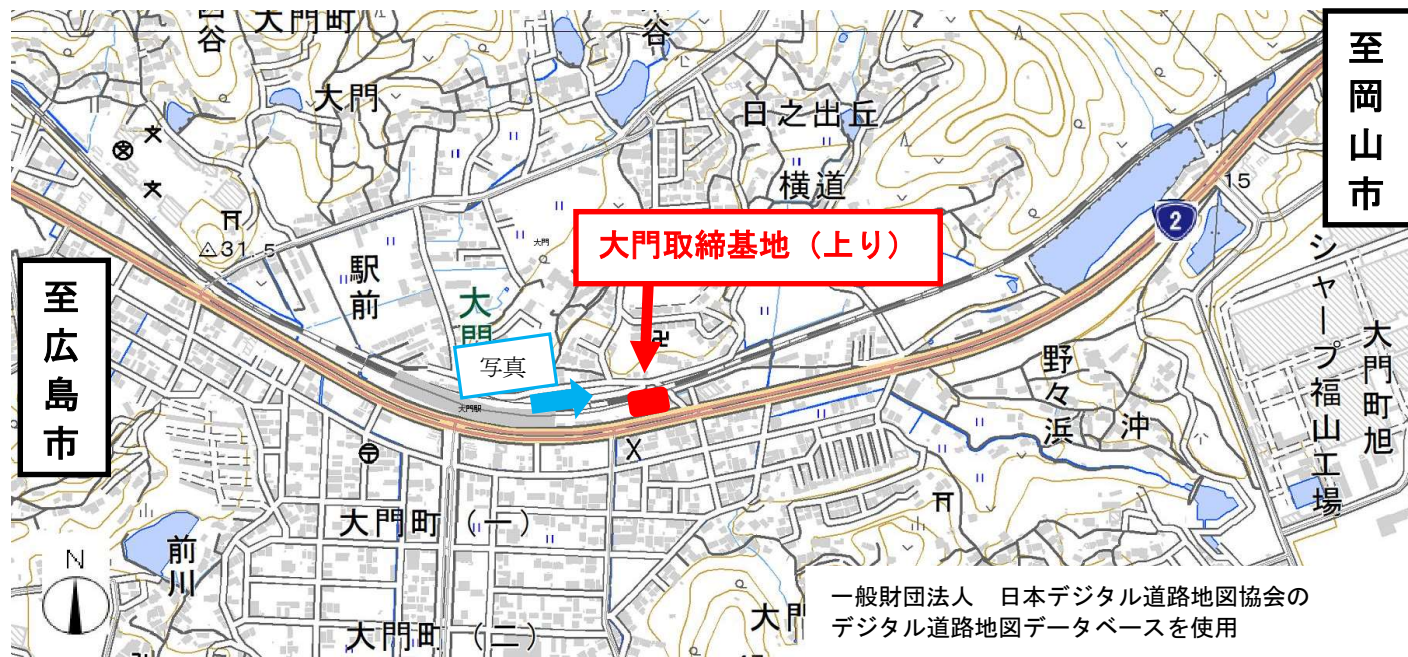 大門町
谷
谷
大門
日之出丘
横道
至岡山市
15
2
31.5
大門取締基地（上り）
大門
駅前
大門
写真
至広島市
大門駅
シャープ福山工場
大門町旭
野々浜
沖
大門町（一）
前川
N
大門町（二）
大門
一般財団法人　日本デジタル道路地図協会の
デジタル道路地図データベースを使用